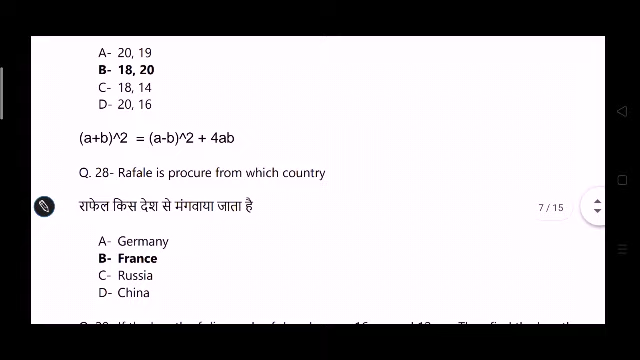 A- 20, 19
B- 18, 20
C- 18, 14
D- 20, 16
(a+b)^2 = (a-b)^2 + 4ab
Q. 28- Rafale is procure from which country
राफेल किस देश से मंगवाया जाता है
7 / 15
A- Germany
B- France
C- Russia
D- China